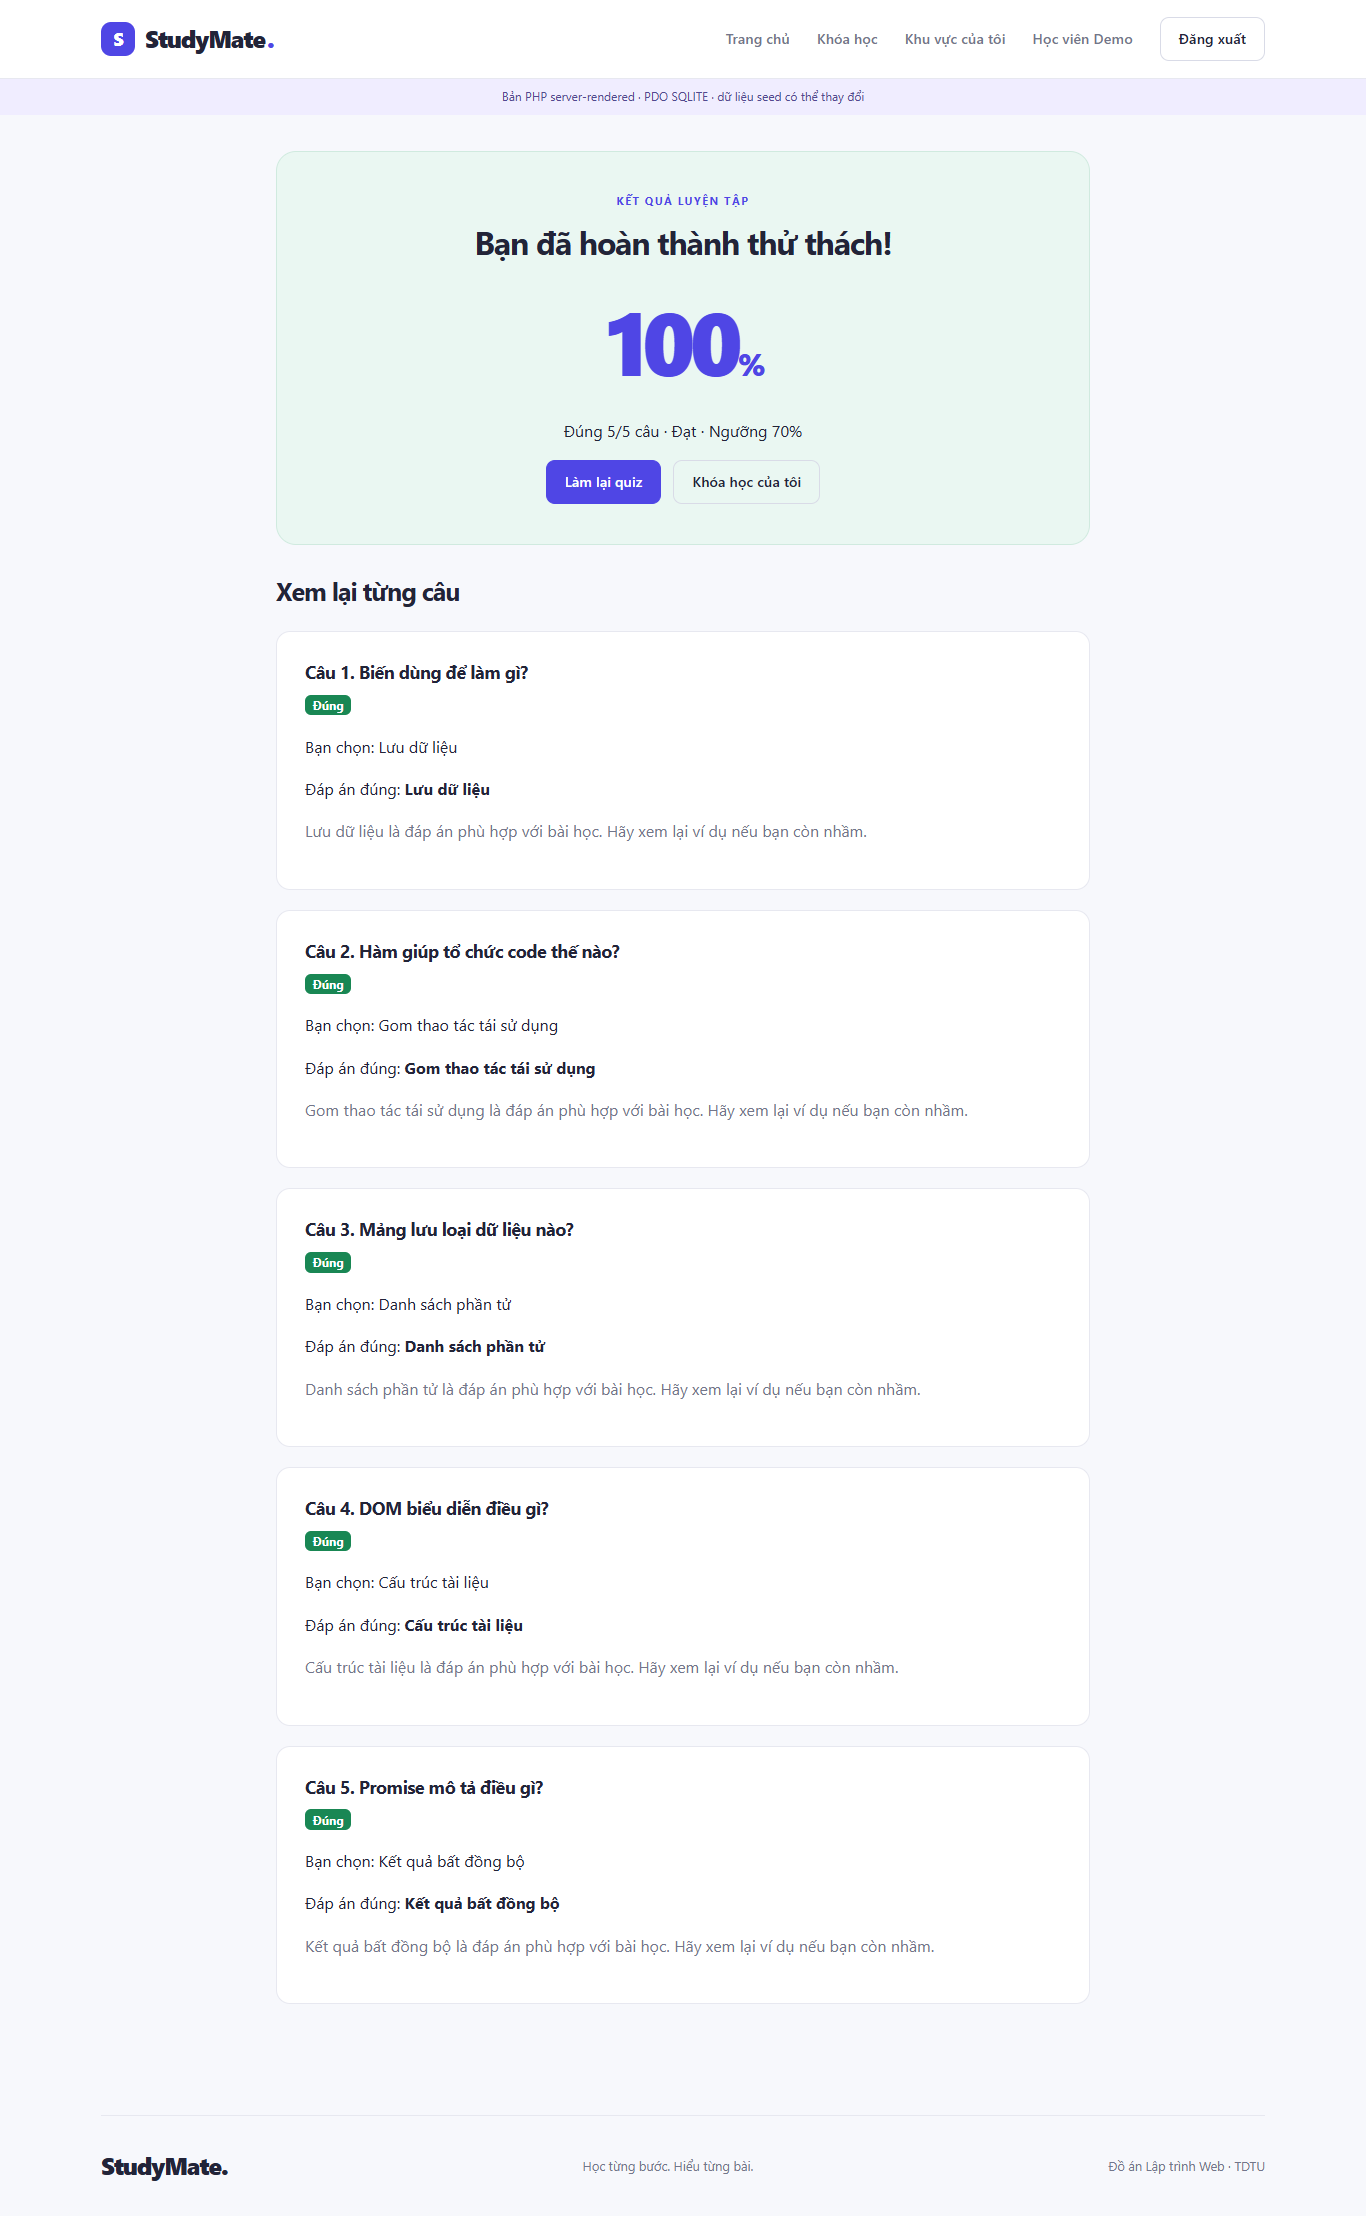 S StudyMate.
Trang chủ Khóa học Khu vực của tôi Học viên Demo Đăng xuất
Bản PHP server-rendered · PDO SQLITE · dữ liệu seed có thể thay đổi
KẾT QUẢ LUYỆN TẬP
Bạn đã hoàn thành thử thách!
100%
Đúng 5/5 câu · Đạt · Ngưỡng 70%
Làm lại quiz Khóa học của tôi
Xem lại từng câu
Câu 1. Biến dùng để làm gì?
Đúng
Bạn chọn: Lưu dữ liệu
Đáp án đúng: Lưu dữ liệu
Lưu dữ liệu là đáp án phù hợp với bài học. Hãy xem lại ví dụ nếu bạn còn nhầm.
Câu 2. Hàm giúp tổ chức code thế nào?
Đúng
Bạn chọn: Gom thao tác tái sử dụng
Đáp án đúng: Gom thao tác tái sử dụng
Gom thao tác tái sử dụng là đáp án phù hợp với bài học. Hãy xem lại ví dụ nếu bạn còn nhầm.
Câu 3. Mảng lưu loại dữ liệu nào?
Đúng
Bạn chọn: Danh sách phần tử
Đáp án đúng: Danh sách phần tử
Danh sách phần tử là đáp án phù hợp với bài học. Hãy xem lại ví dụ nếu bạn còn nhầm.
Câu 4. DOM biểu diễn điều gì?
Đúng
Bạn chọn: Cấu trúc tài liệu
Đáp án đúng: Cấu trúc tài liệu
Cấu trúc tài liệu là đáp án phù hợp với bài học. Hãy xem lại ví dụ nếu bạn còn nhầm.
Câu 5. Promise mô tả điều gì?
Đúng
Bạn chọn: Kết quả bất đồng bộ
Đáp án đúng: Kết quả bất đồng bộ
Kết quả bất đồng bộ là đáp án phù hợp với bài học. Hãy xem lại ví dụ nếu bạn còn nhầm.
StudyMate. Học từng bước. Hiểu từng bài. Đồ án Lập trình Web · TDTU